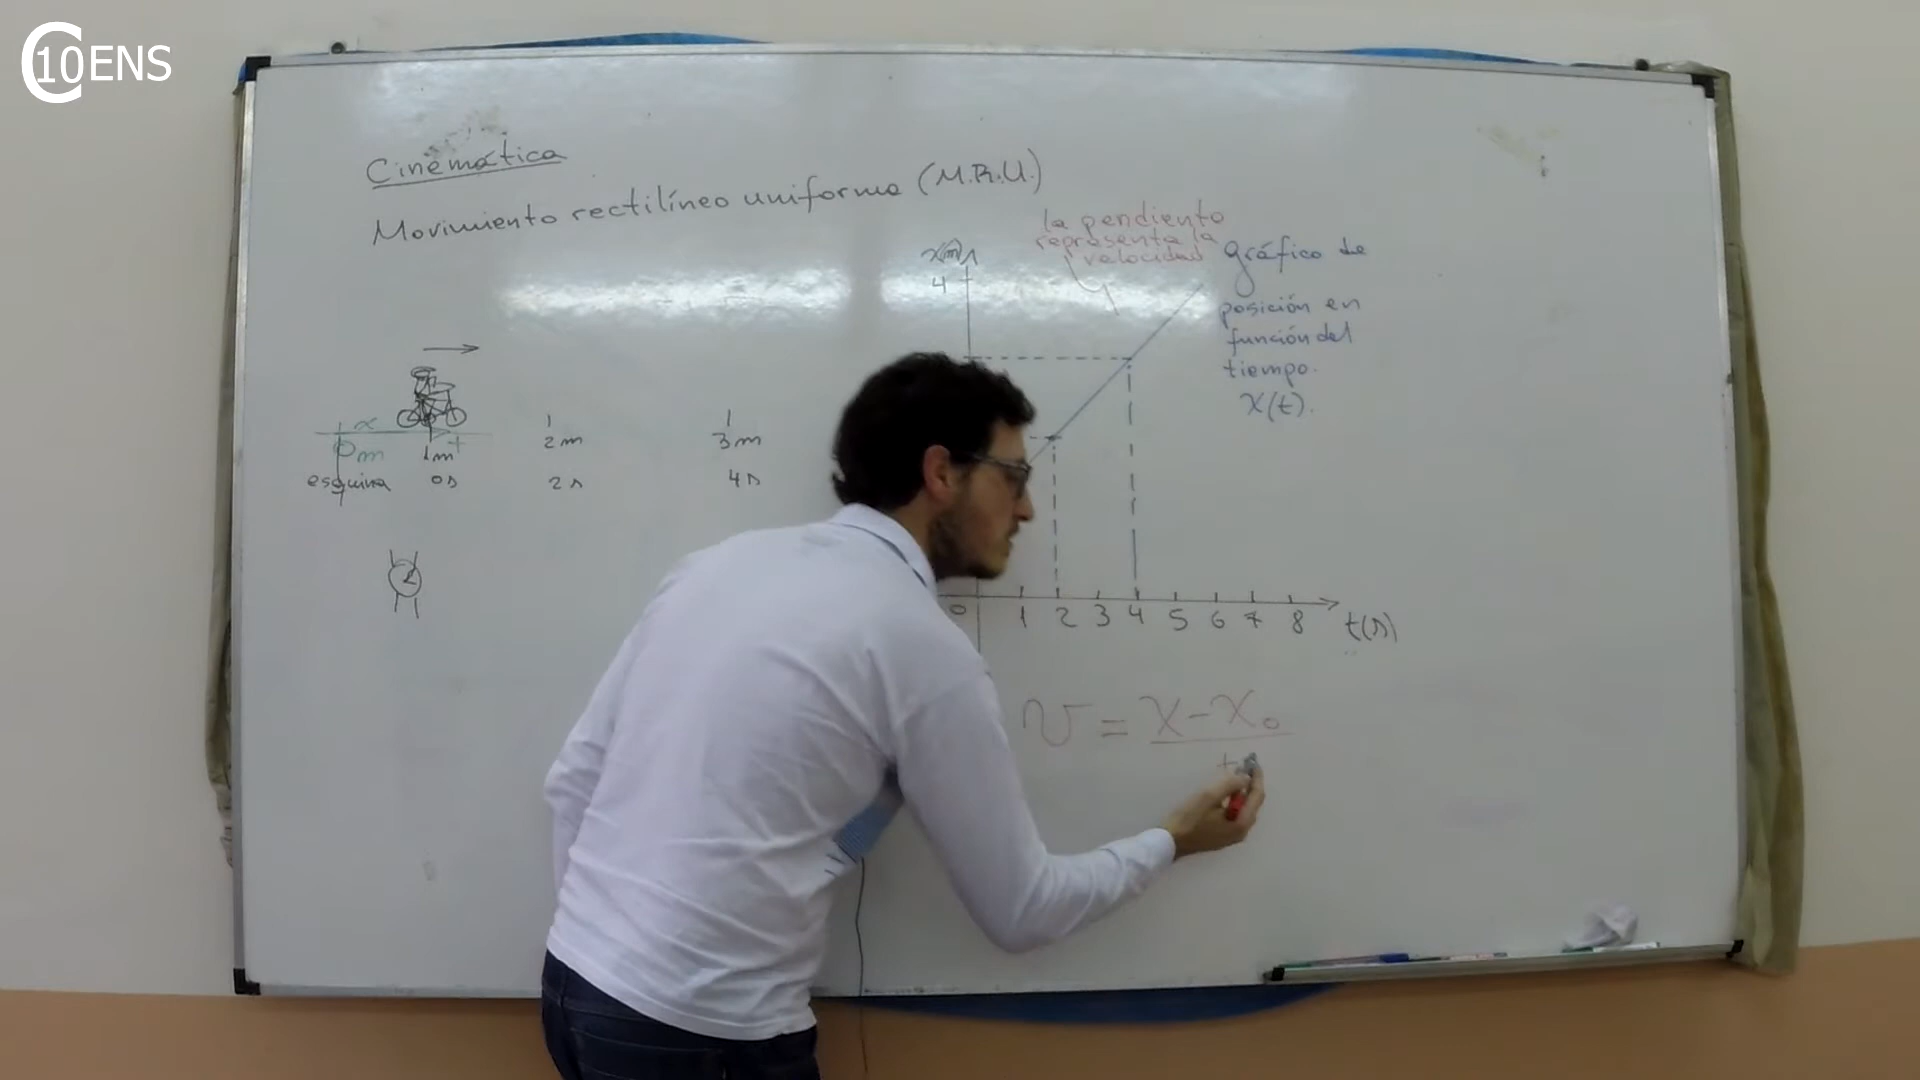 C10ENS
Cinemática
Movimiento rectilíneo uniforme (M.R.U.)
la pendiente
representa la
velocidad
gráfico de
posición en
función del
tiempo.
X(t).
x(m)
4
x
+
0m 1m 2m 3m
esquina 0s 2s 4s
0 1 2 3 4 5 6 7 8 t(s)
v = x - x₀
t